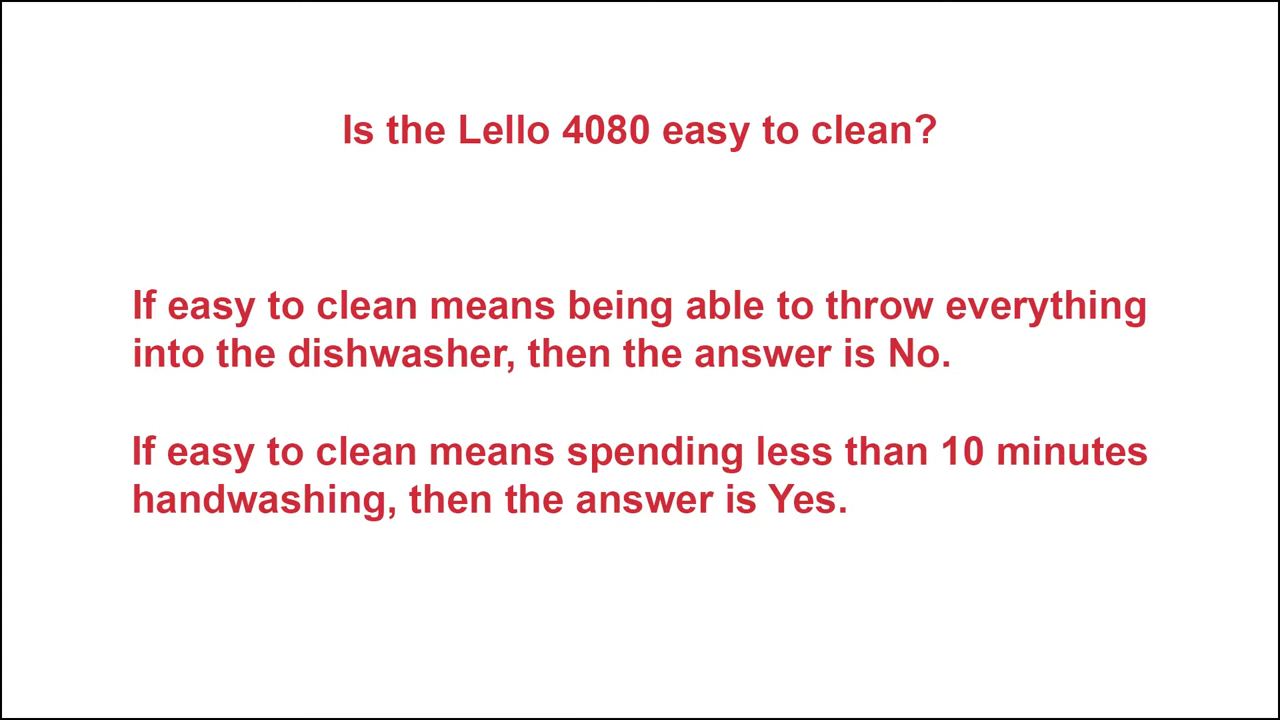 Is the Lello 4080 easy to clean?
If easy to clean means being able to throw everything
into the dishwasher, then the answer is No.
If easy to clean means spending less than 10 minutes
handwashing, then the answer is Yes.